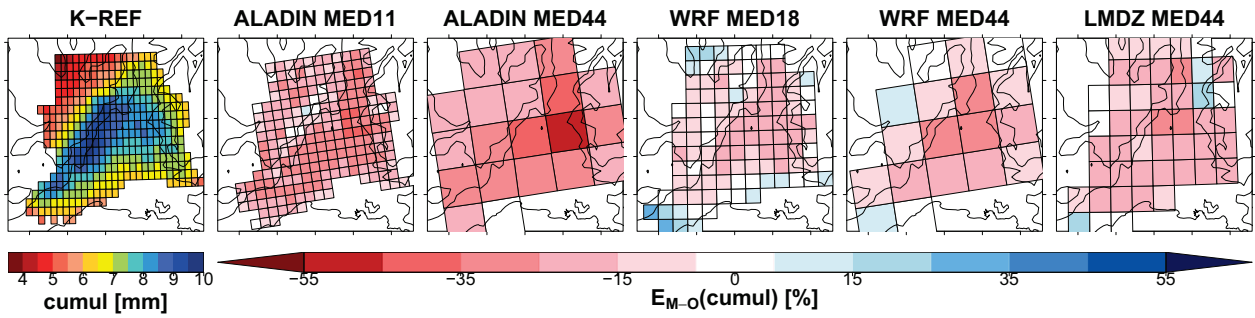 K-REF
ALADIN MED11
ALADIN MED44
WRF MED18
WRF MED44
LMDZ MED44
4 5 6 7 8 9 10
cumul [mm]
−55 −35 −15 0 15 35 55
E_M−O(cumul) [%]